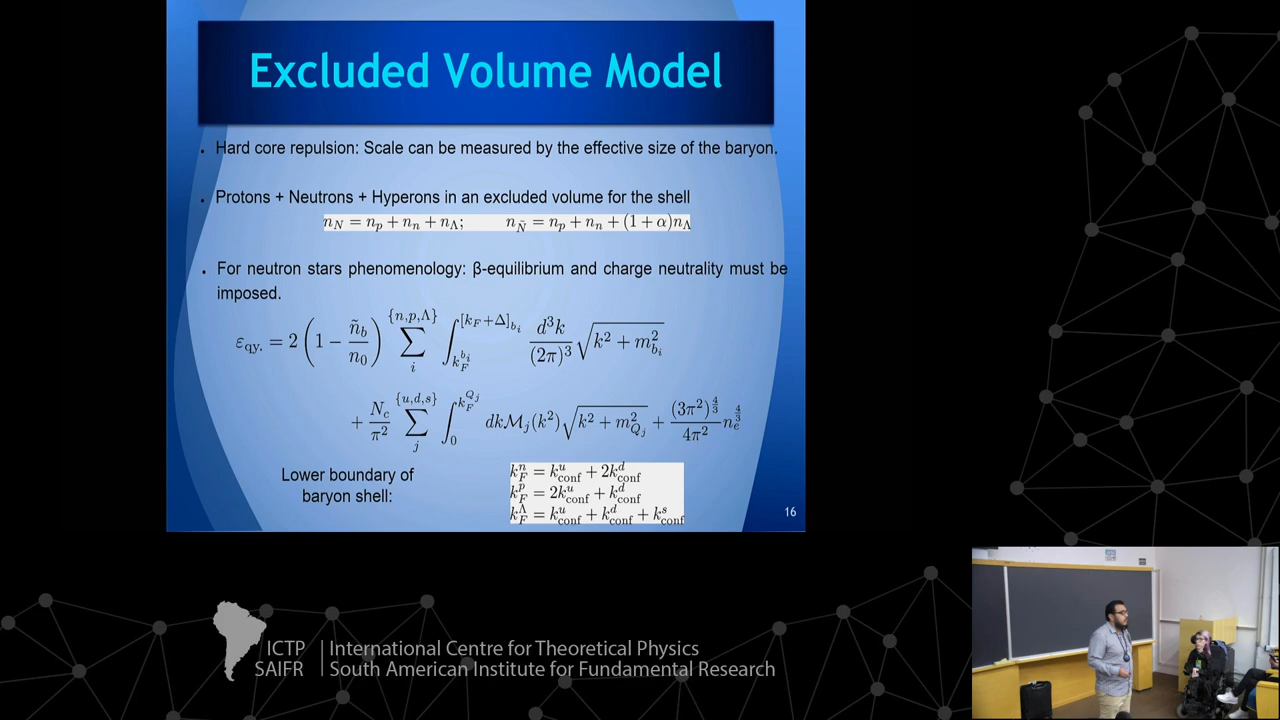 Excluded Volume Model
. Hard core repulsion: Scale can be measured by the effective size of the baryon.
. Protons + Neutrons + Hyperons in an excluded volume for the shell
n_N = n_p + n_n + n_Λ; n_Ñ = n_p + n_n + (1 + α)n_Λ
. For neutron stars phenomenology: β-equilibrium and charge neutrality must be
imposed.
ε_qy. = 2 (1 − ñ_b/n_0) ∑_i^{n,p,Λ} ∫_{k_F^{b_i}}^{[k_F+Δ]_{b_i}} d³k/(2π)³ √(k² + m²_{b_i})
+ N_c/π² ∑_j^{u,d,s} ∫_0^{k_F^{Q_j}} dk M_j(k²) √(k² + m²_{Q_j}) + (3π²)^{4/3}/4π² n_e^{4/3}
Lower boundary of
baryon shell:
k_F^n = k_conf^u + 2k_conf^d
k_F^p = 2k_conf^u + k_conf^d
k_F^Λ = k_conf^u + k_conf^d + k_conf^s
16
ICTP | International Centre for Theoretical Physics
SAIFR | South American Institute for Fundamental Research